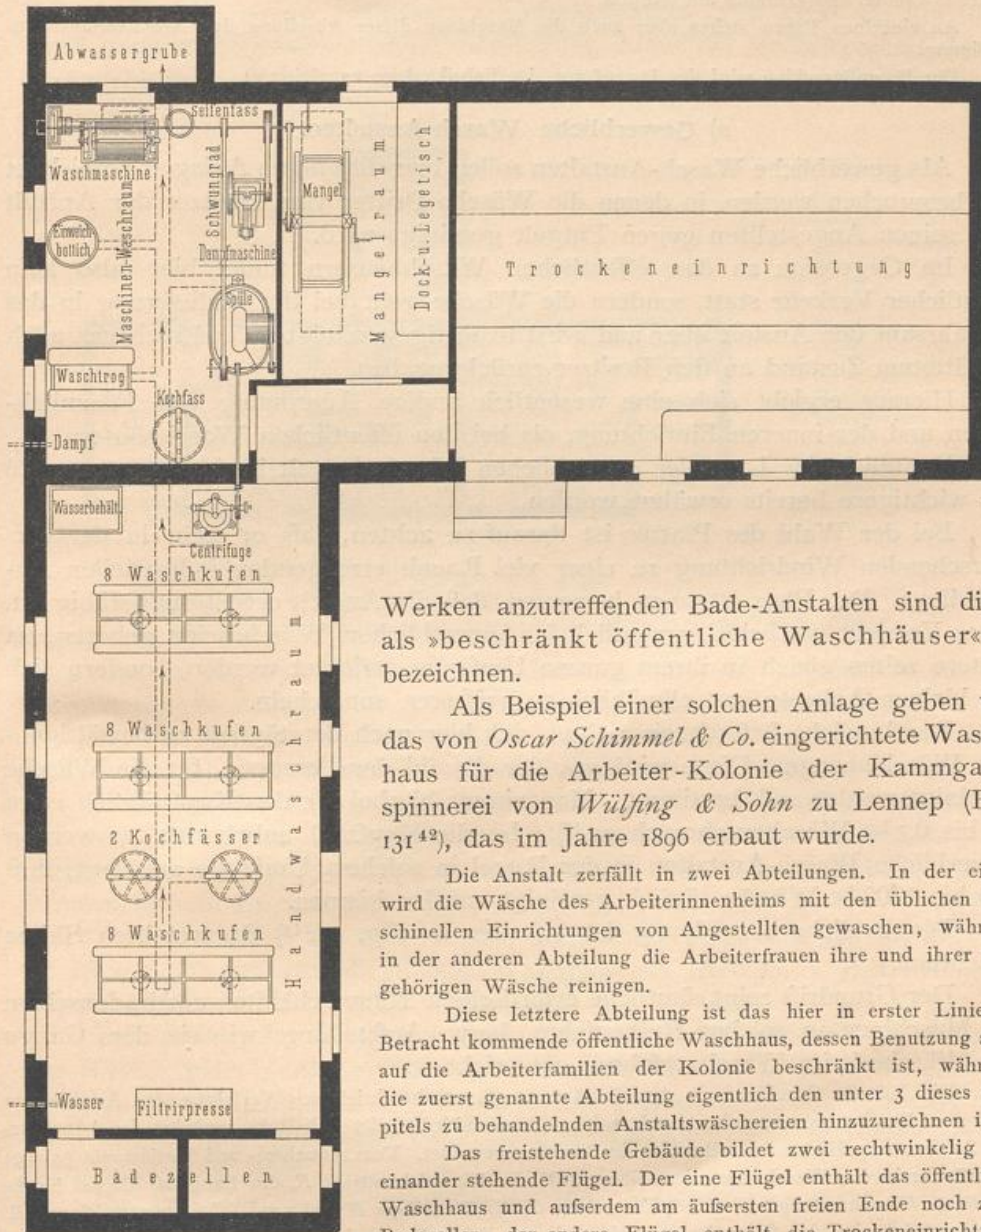 Abwassergrube
Seifenfass
Waschmaschine
Maschinen-Waschraum
Schwungrad
Mangel
Mangelraum
Dock-u. Legetisch
Trockeneinrichtung
Einweich
bottich
Dampfmaschine
Spüle
Waschtrog
Kochfass
Dampf
Wasserbehält.
Centrifuge
8 Waschkufen
8 Waschkufen
2 Kochfässer
Handwaschraum
8 Waschkufen
Wasser
Filtrirpresse
Badezellen
Werken anzutreffenden Bade-Anstalten sind
als »beschränkt öffentliche Waschhäuser«
bezeichnen.
Als Beispiel einer solchen Anlage geben
das von Oscar Schimmel & Co. eingerichtete Was
haus für die Arbeiter-Kolonie der Kammga
spinnerei von Wülfing & Sohn zu Lennep
131 42), das im Jahre 1896 erbaut wurde.
Die Anstalt zerfällt in zwei Abteilungen. In der ei
wird die Wäsche des Arbeiterinnenheims mit den üblichen
schinellen Einrichtungen von Angestellten gewaschen, währ
in der anderen Abteilung die Arbeiterfrauen ihre und ihrer
gehörigen Wäsche reinigen.
Diese letztere Abteilung ist das hier in erster Linie
Betracht kommende öffentliche Waschhaus, dessen Benutzung
auf die Arbeiterfamilien der Kolonie beschränkt ist, währ
die zuerst genannte Abteilung eigentlich den unter 3 dieses
pitels zu behandelnden Anstaltswäschereien hinzuzurechnen i
Das freistehende Gebäude bildet zwei rechtwinkelig
einander stehende Flügel. Der eine Flügel enthält das öffentl
Waschhaus und aufserdem am äufsersten freien Ende noch